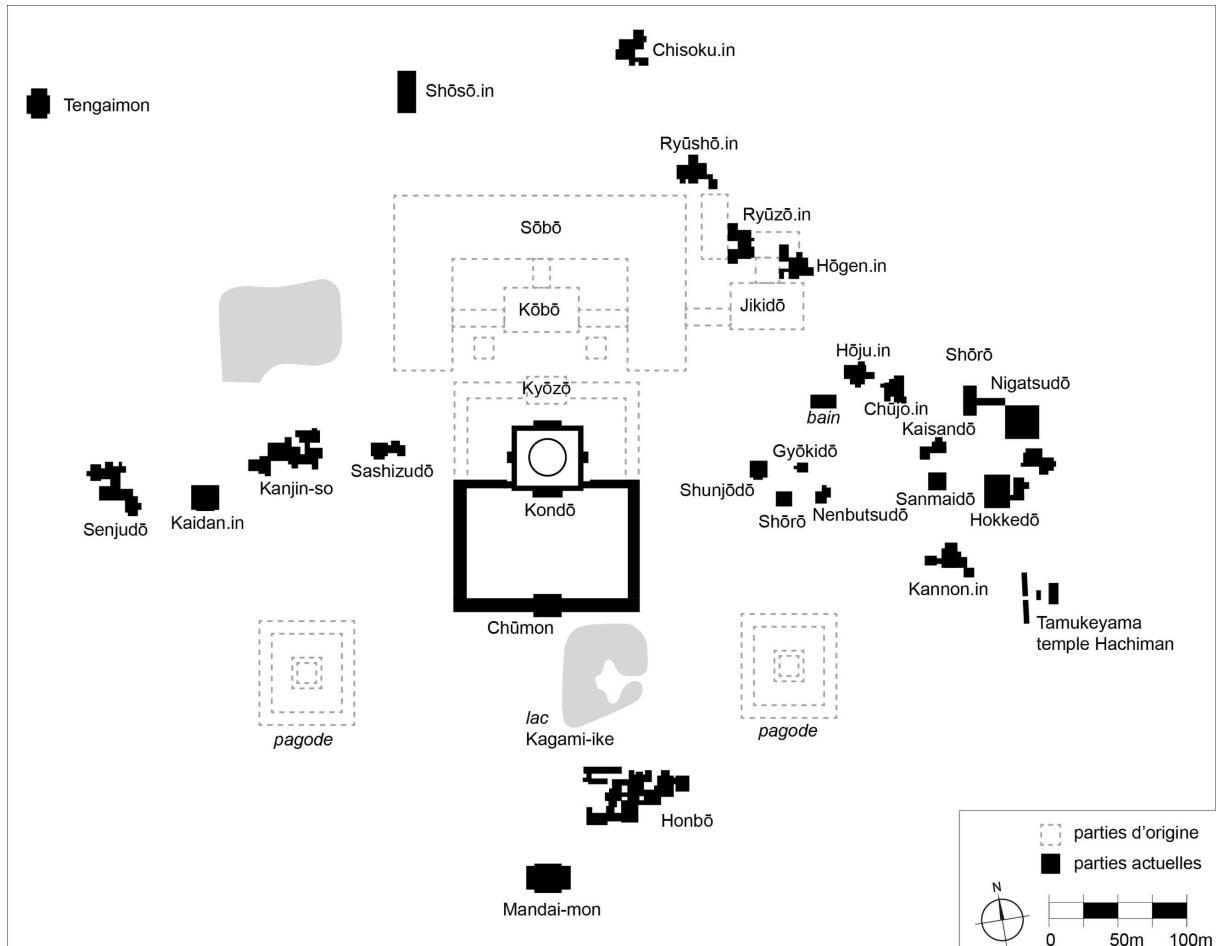 Chisoku.in
Tengaimon
Shōsō.in
Ryūshō.in
Sōbō
Ryūzō.in
Hōgen.in
Kōbō
Jikidō
Hōju.in
Shōrō
Nigatsudō
Kyōzō
bain
Chūjo.in
Kaisandō
Gyōkidō
Sashizudō
Kanjin-so
Shunjōdō
Sanmaidō
Kondō
Shōrō
Nenbutsudō
Hokkedō
Senjudō
Kaidan.in
Kannon.in
Chūmon
Tamukeyama
temple Hachiman
lac
Kagami-ike
pagode
pagode
Honbō
Mandai-mon
parties d'origine
parties actuelles
N
0 50m 100m